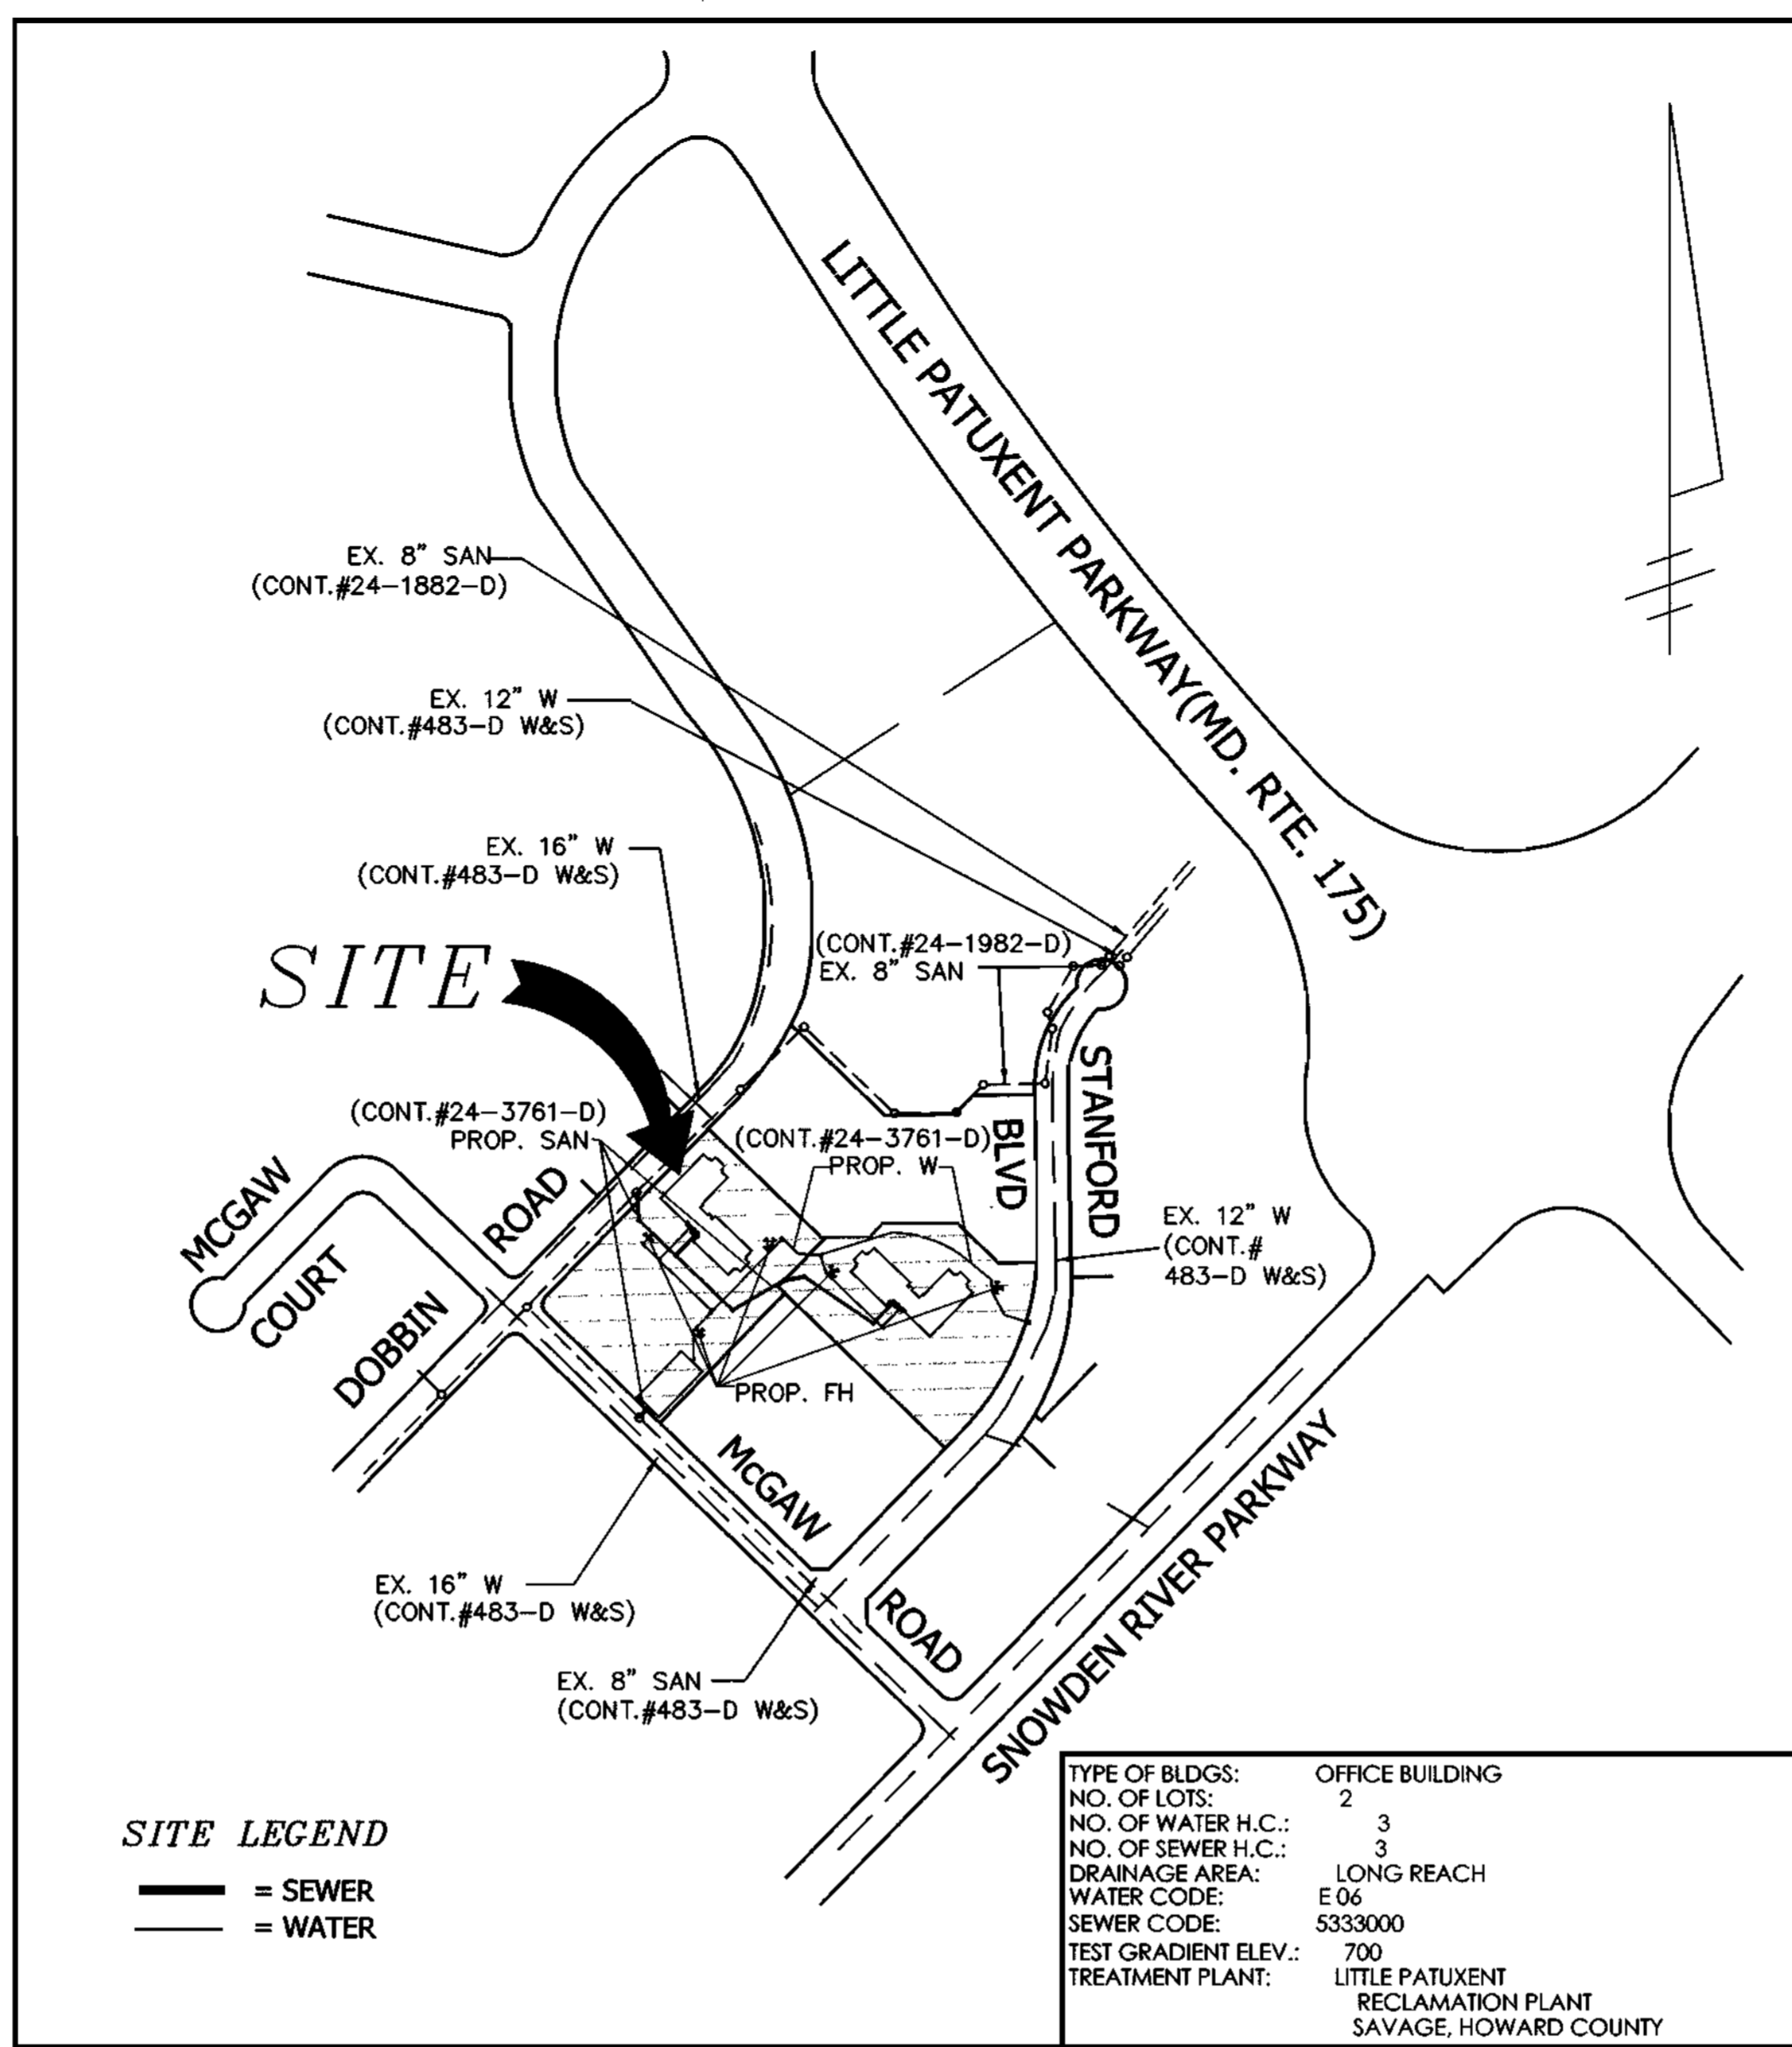 LITTLE PATUXENT PARKWAY(MD. RTE. 175)
EX. 8" SAN
(CONT.#24-1882-D)
EX. 12" W
(CONT.#483-D W&S)
EX. 16" W
(CONT.#483-D W&S)
SITE
(CONT.#24-1982-D)
EX. 8" SAN
STANFORD
BLVD
(CONT.#24-3761-D)
PROP. SAN
(CONT.#24-3761-D)
PROP. W
MCGAW
COURT
ROAD
DOBBIN
EX. 12" W
(CONT.#
483-D W&S)
PROP. FH
McGAW
ROAD
SNOWDEN RIVER PARKWAY
EX. 16" W
(CONT.#483-D W&S)
EX. 8" SAN
(CONT.#483-D W&S)
SITE LEGEND
= SEWER
= WATER
TYPE OF BLDGS: OFFICE BUILDING
NO. OF LOTS: 2
NO. OF WATER H.C.: 3
NO. OF SEWER H.C.: 3
DRAINAGE AREA: LONG REACH
WATER CODE: E 06
SEWER CODE: 5333000
TEST GRADIENT ELEV.: 700
TREATMENT PLANT: LITTLE PATUXENT
RECLAMATION PLANT
SAVAGE, HOWARD COUNTY